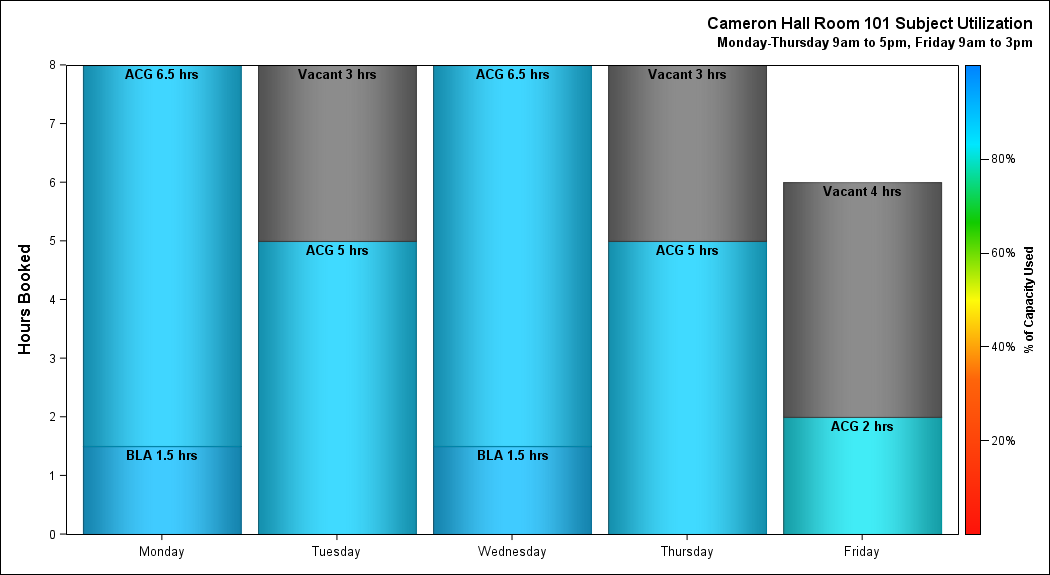 Cameron Hall Room 101 Subject Utilization
Monday-Thursday 9am to 5pm, Friday 9am to 3pm
Hours Booked
8
7
6
5
4
3
2
1
0
ACG 6.5 hrs
BLA 1.5 hrs
Vacant 3 hrs
ACG 5 hrs
ACG 6.5 hrs
BLA 1.5 hrs
Vacant 3 hrs
ACG 5 hrs
Vacant 4 hrs
ACG 2 hrs
Monday
Tuesday
Wednesday
Thursday
Friday
80%
60%
40%
20%
% of Capacity Used